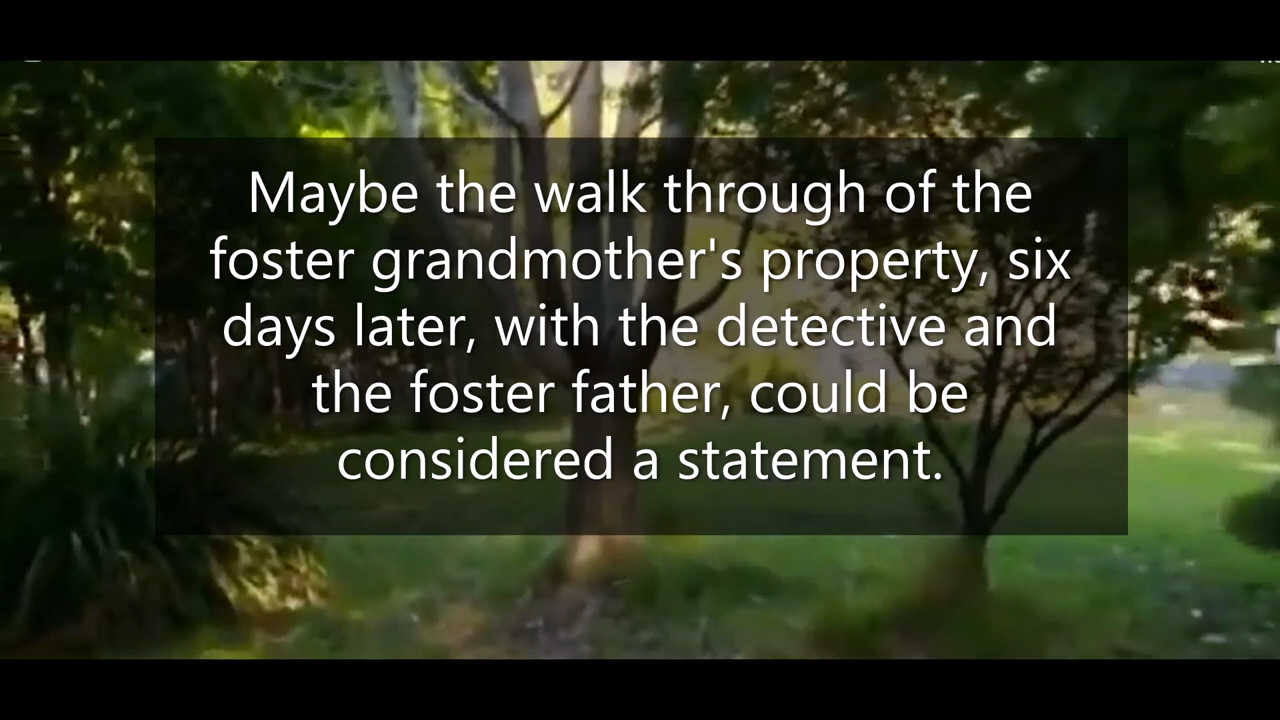 Maybe the walk through of the
foster grandmother's property, six
days later, with the detective and
the foster father, could be
considered a statement.